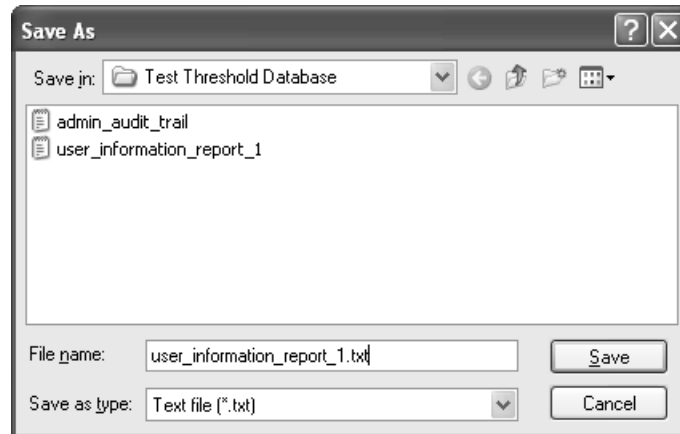 Save As
Save in: Test Threshold Database
admin_audit_trail
user_information_report_1
File name: user_information_report_1.txt Save
Save as type: Text file (*.txt) Cancel